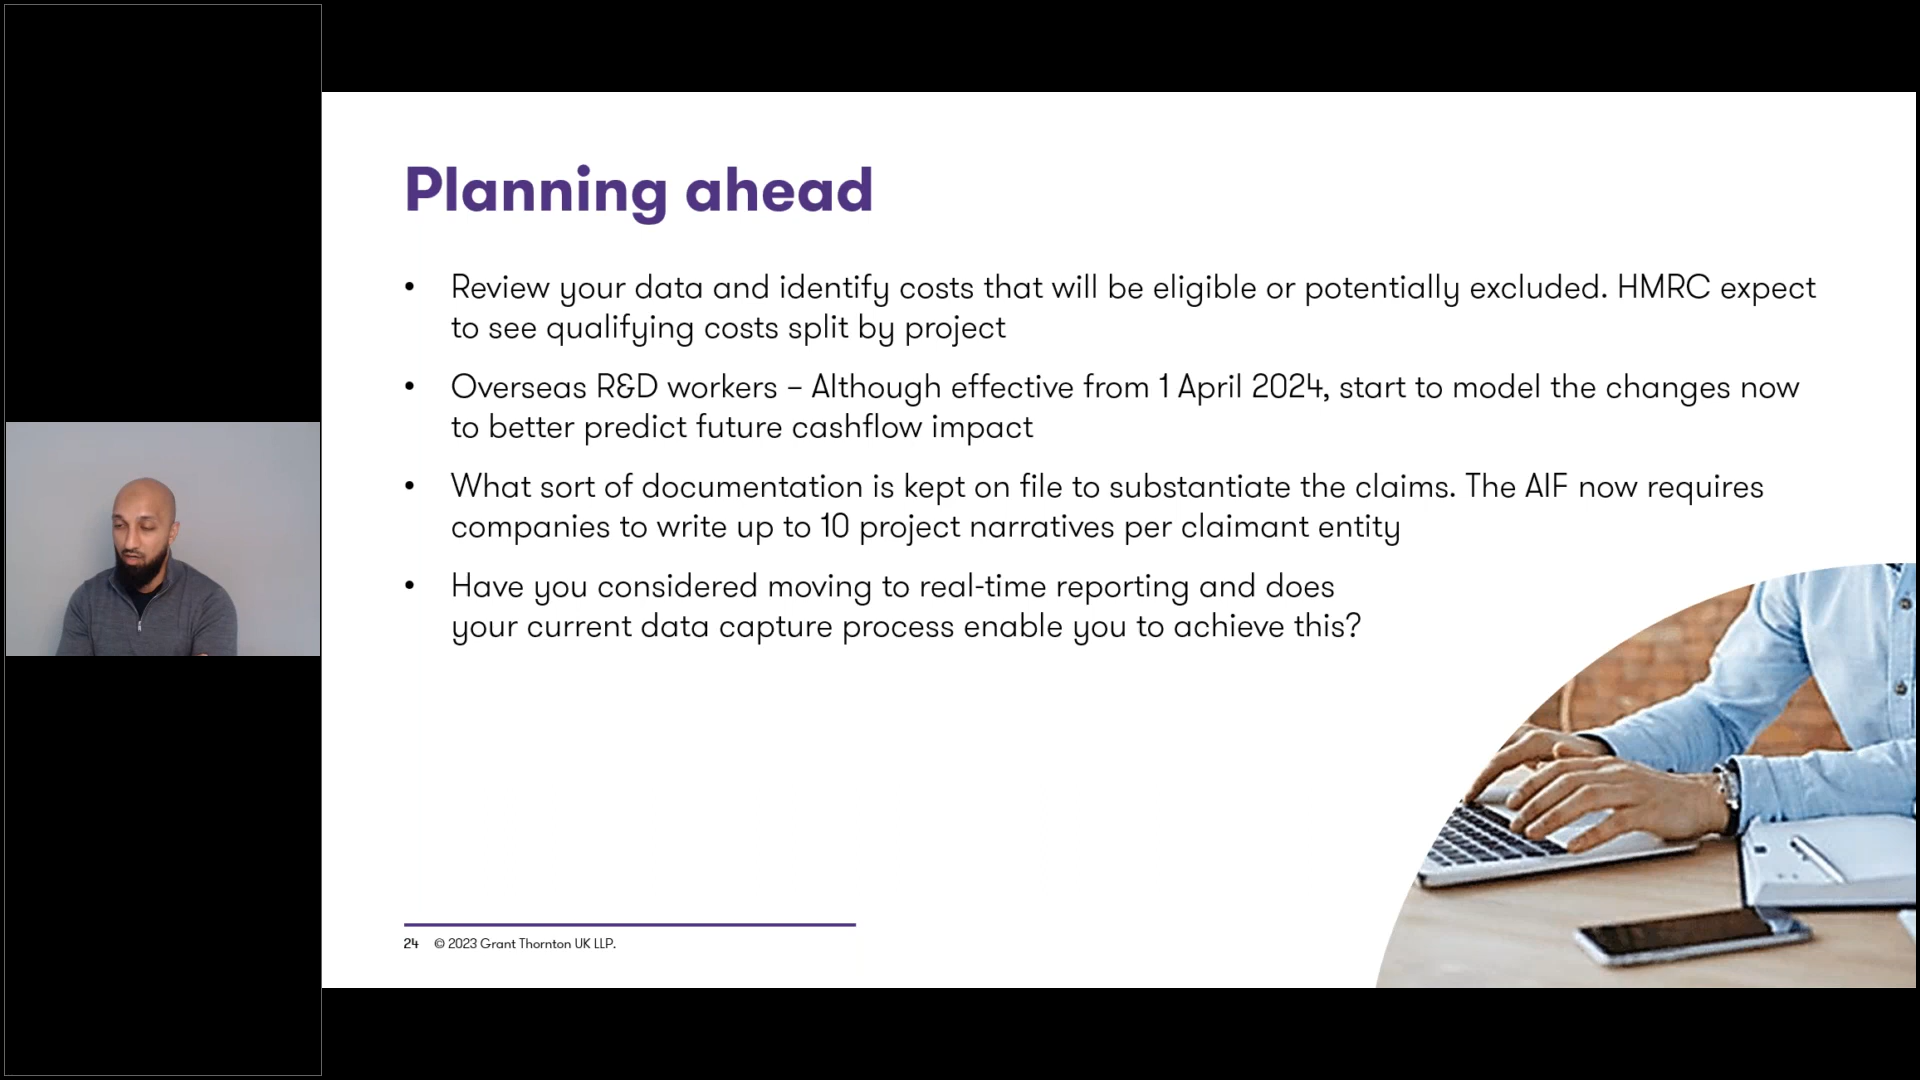 Planning ahead
• Review your data and identify costs that will be eligible or potentially excluded. HMRC expect
to see qualifying costs split by project
• Overseas R&D workers – Although effective from 1 April 2024, start to model the changes now
to better predict future cashflow impact
• What sort of documentation is kept on file to substantiate the claims. The AIF now requires
companies to write up to 10 project narratives per claimant entity
• Have you considered moving to real-time reporting and does
your current data capture process enable you to achieve this?
24 © 2023 Grant Thornton UK LLP.